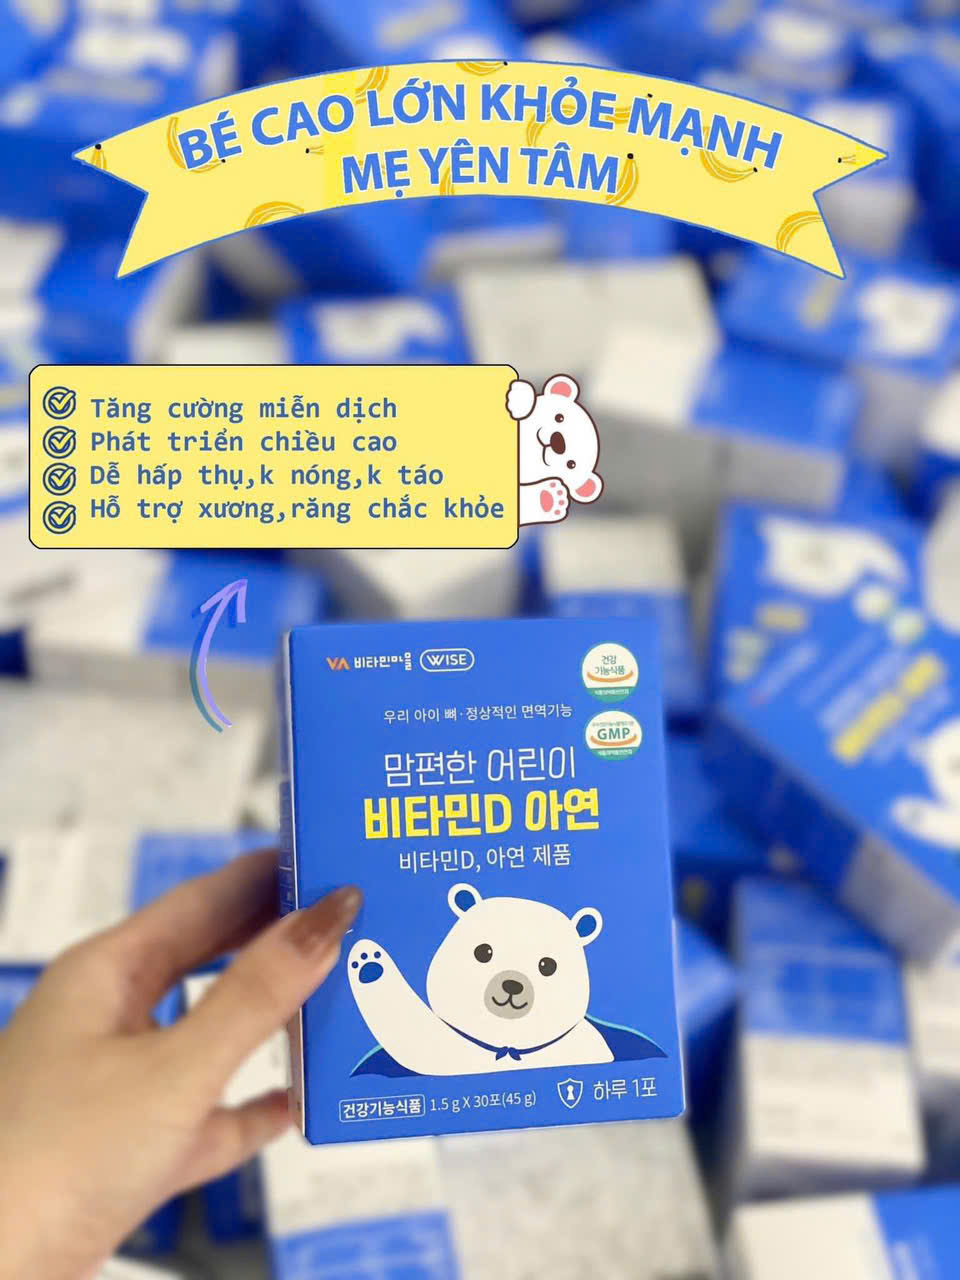 BÉ CAO LỚN KHỎE MẠNH
MẸ YÊN TÂM
Tăng cường miễn dịch
Phát triển chiều cao
Dễ hấp thụ,k nóng,k táo
Hỗ trợ xương,răng chắc khỏe
VA 비타민마을 WISE
건강
기능식품
우리 아이 뼈·정상적인 면역기능
GMP
맘편한 어린이
비타민D 아연
비타민D, 아연 제품
건강기능식품 1.5 g X 30포(45 g) 하루 1포